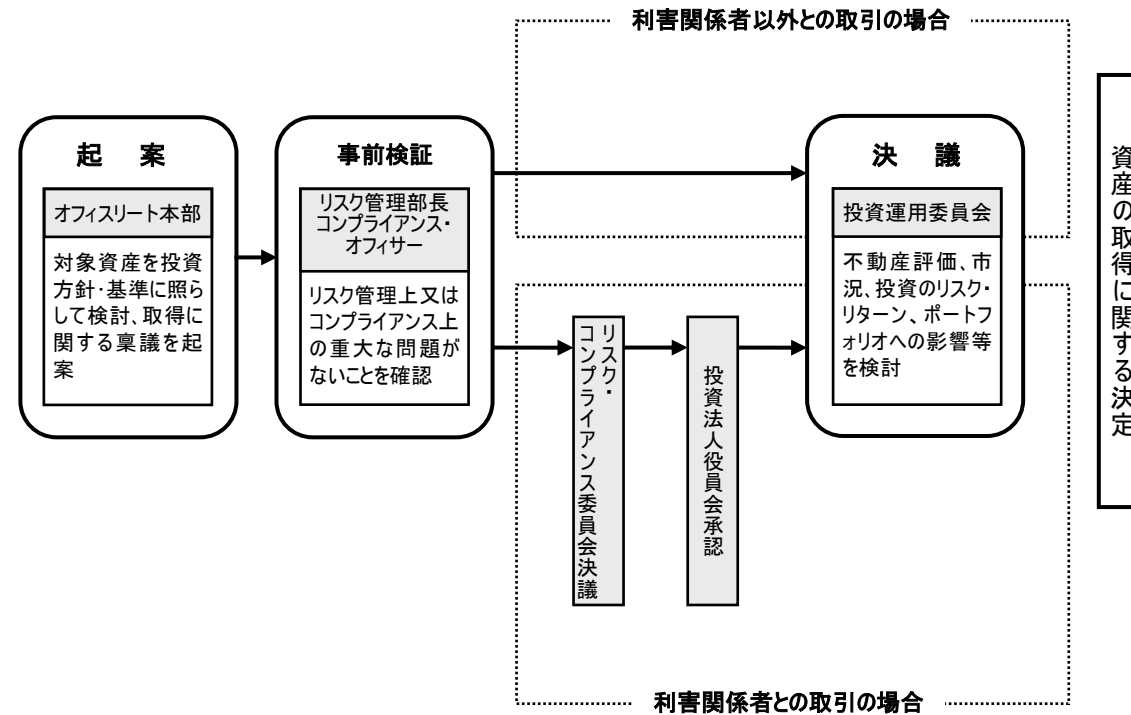 利害関係者以外との取引の場合
起　案
オフィスリート本部
対象資産を投資
方針・基準に照ら
して検討、取得に
関する稟議を起
案
事前検証
リスク管理部長
コンプライアンス・
オフィサー
リスク管理上又は
コンプライアンス上
の重大な問題が
ないことを確認
リスク・
コンプライアンス委員会決議
投資法人役員会承認
決　議
投資運用委員会
不動産評価、市
況、投資のリスク・
リターン、ポートフ
ォリオへの影響等
を検討
資産の取得に関する決定
利害関係者との取引の場合